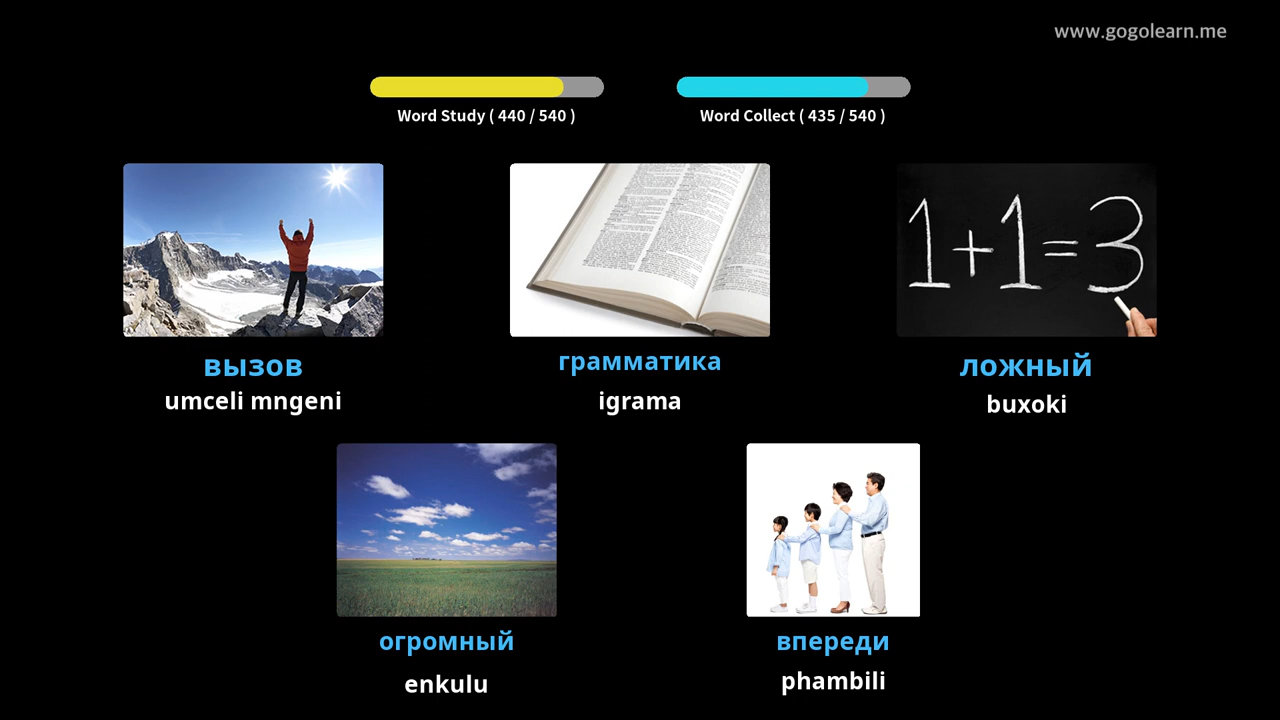 www.gogolearn.me
Word Study ( 440 / 540 )
Word Collect ( 435 / 540 )
1+1=3
вызов
грамматика
ложный
umceli mngeni
igrama
buxoki
огромный
впереди
enkulu
phambili